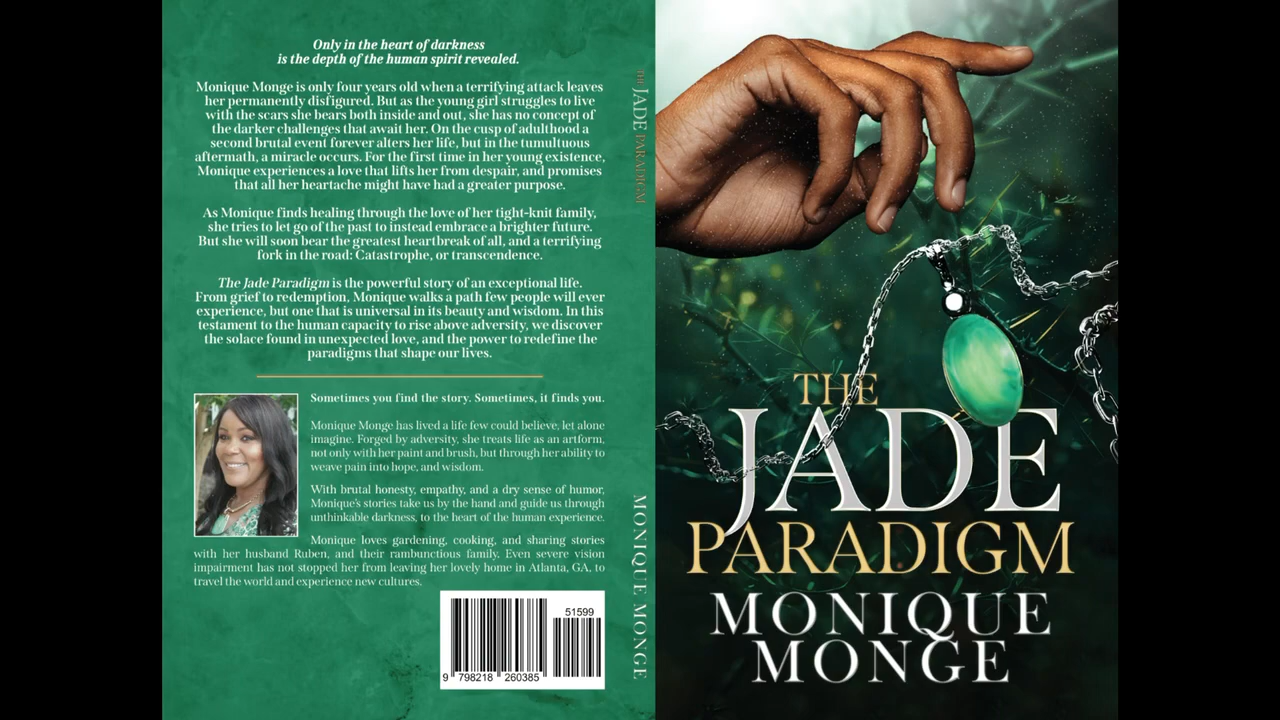 Only in the heart of darkness
is the depth of the human spirit revealed.
Monique Monge is only four years old when a terrifying attack leaves
her permanently disfigured. But as the young girl struggles to live
with the scars she bears both inside and out, she has no concept of
the darker challenges that await her. On the cusp of adulthood a
second brutal event forever alters her life, but in the tumultuous
aftermath, a miracle occurs. For the first time in her young existence,
Monique experiences a love that lifts her from despair, and promises
that all her heartache might have had a greater purpose.
As Monique finds healing through the love of her tight-knit family,
she tries to let go of the past to instead embrace a brighter future.
But she will soon bear the greatest heartbreak of all, and a terrifying
fork in the road: Catastrophe, or transcendence.
The Jade Paradigm is the powerful story of an exceptional life.
From grief to redemption, Monique walks a path few people will ever
experience, but one that is universal in its beauty and wisdom. In this
testament to the human capacity to rise above adversity, we discover
the solace found in unexpected love, and the power to redefine the
paradigms that shape our lives.
Sometimes you find the story. Sometimes, it finds you.
Monique Monge has lived a life few could believe, let alone
imagine. Forged by adversity, she treats life as an artform,
not only with her paint and brush, but through her ability to
weave pain into hope, and wisdom.
With brutal honesty, empathy, and a dry sense of humor,
Monique's stories take us by the hand and guide us through
unthinkable darkness, to the heart of the human experience.
Monique loves gardening, cooking, and sharing stories
with her husband Ruben, and their rambunctious family. Even severe vision
impairment has not stopped her from leaving her lovely home in Atlanta, GA, to
travel the world and experience new cultures.
51599
9 798218 260385
THE JADE PARADIGM
MONIQUE MONGE
THE
JADE
PARADIGM
MONIQUE
MONGE